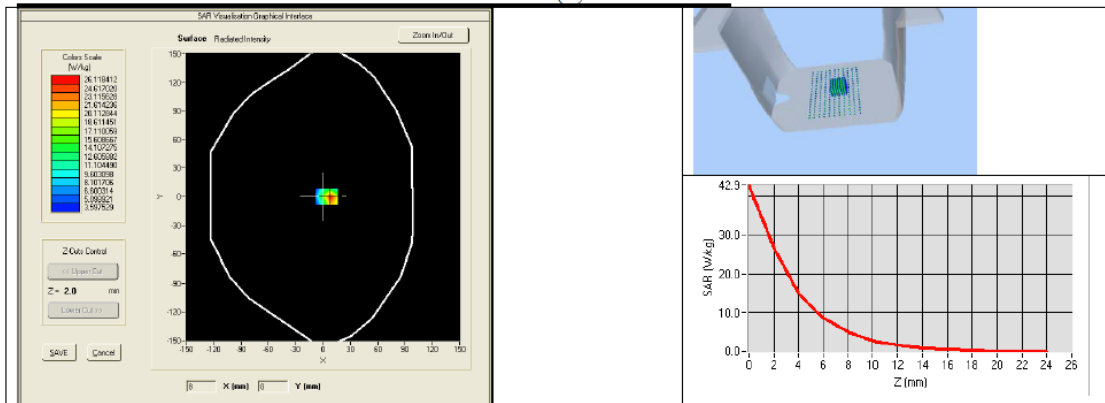 SAR Visualisation Graphical Interface
Surface Radiated Intensity
Zoom In/Out
Colors Scale
(W/kg)
26.118412
24.617020
23.115628
21.614236
20.112844
18.611451
17.110059
15.608667
14.107275
12.605882
11.104490
9.603098
8.101706
6.600314
5.098921
3.597529
Z-Cuts Control
<< Upper Cut
Z = 2.0 mm
Lower Cut >>
SAVE
Cancel
150
90
60
30
Y
0
-30
-60
-90
-120
-150
-150 -120 -90 -60 -30 0 30 60 90 120 150
X
8 X (mm) 0 Y (mm)
42.9
30.0
20.0
10.0
0.0
SAR (W/kg)
0 2 4 6 8 10 12 14 16 18 20 22 24 26
Z (mm)